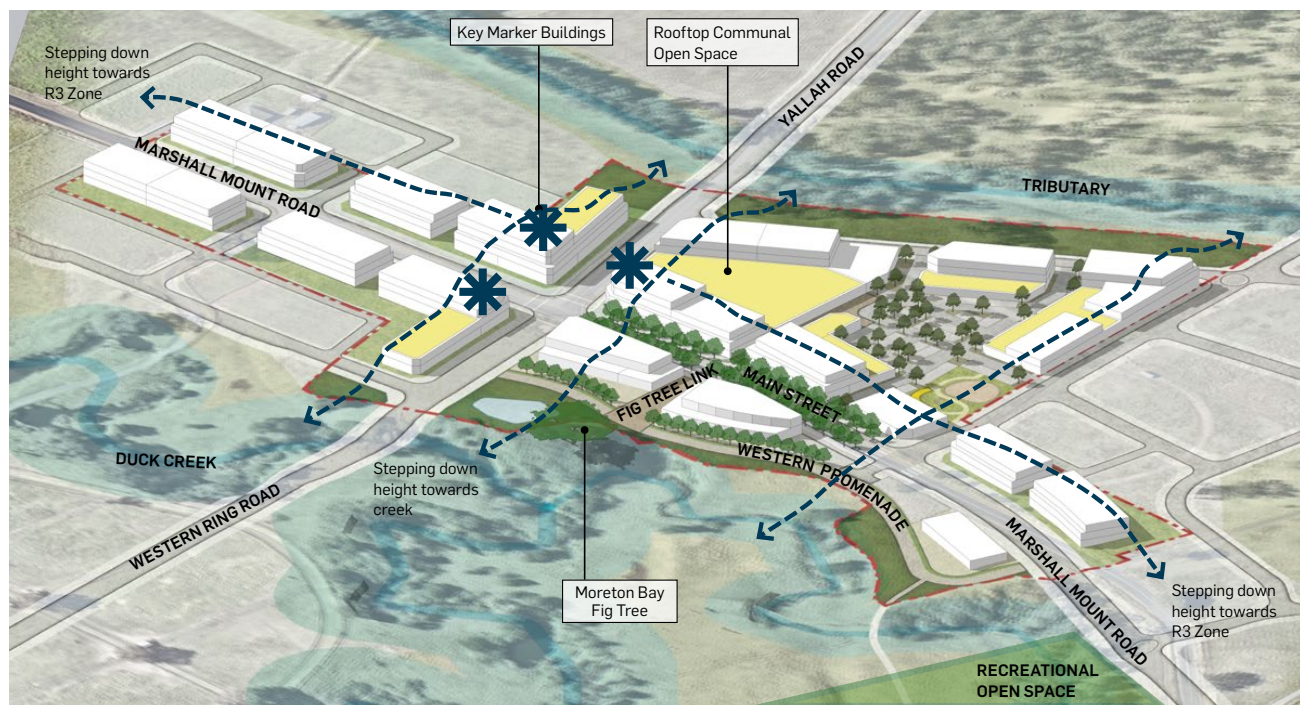 Key Marker Buildings
Rooftop Communal
Open Space
Stepping down
height towards
R3 Zone
YALLAH ROAD
MARSHALL MOUNT ROAD
TRIBUTARY
FIG TREE LINK
MAIN STREET
DUCK CREEK
Stepping down
height towards
creek
WESTERN PROMENADE
WESTERN RING ROAD
MARSHALL MOUNT ROAD
Moreton Bay
Fig Tree
Stepping down
height towards
R3 Zone
RECREATIONAL
OPEN SPACE